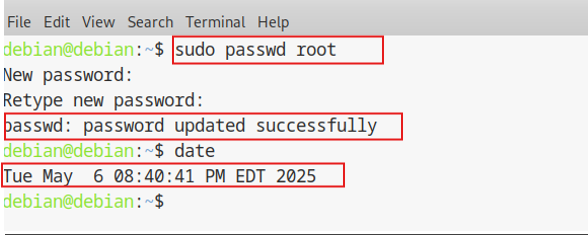 File Edit View Search Terminal Help
debian@debian:~$ sudo passwd root
New password:
Retype new password:
passwd: password updated successfully
debian@debian:~$ date
Tue May  6 08:40:41 PM EDT 2025
debian@debian:~$